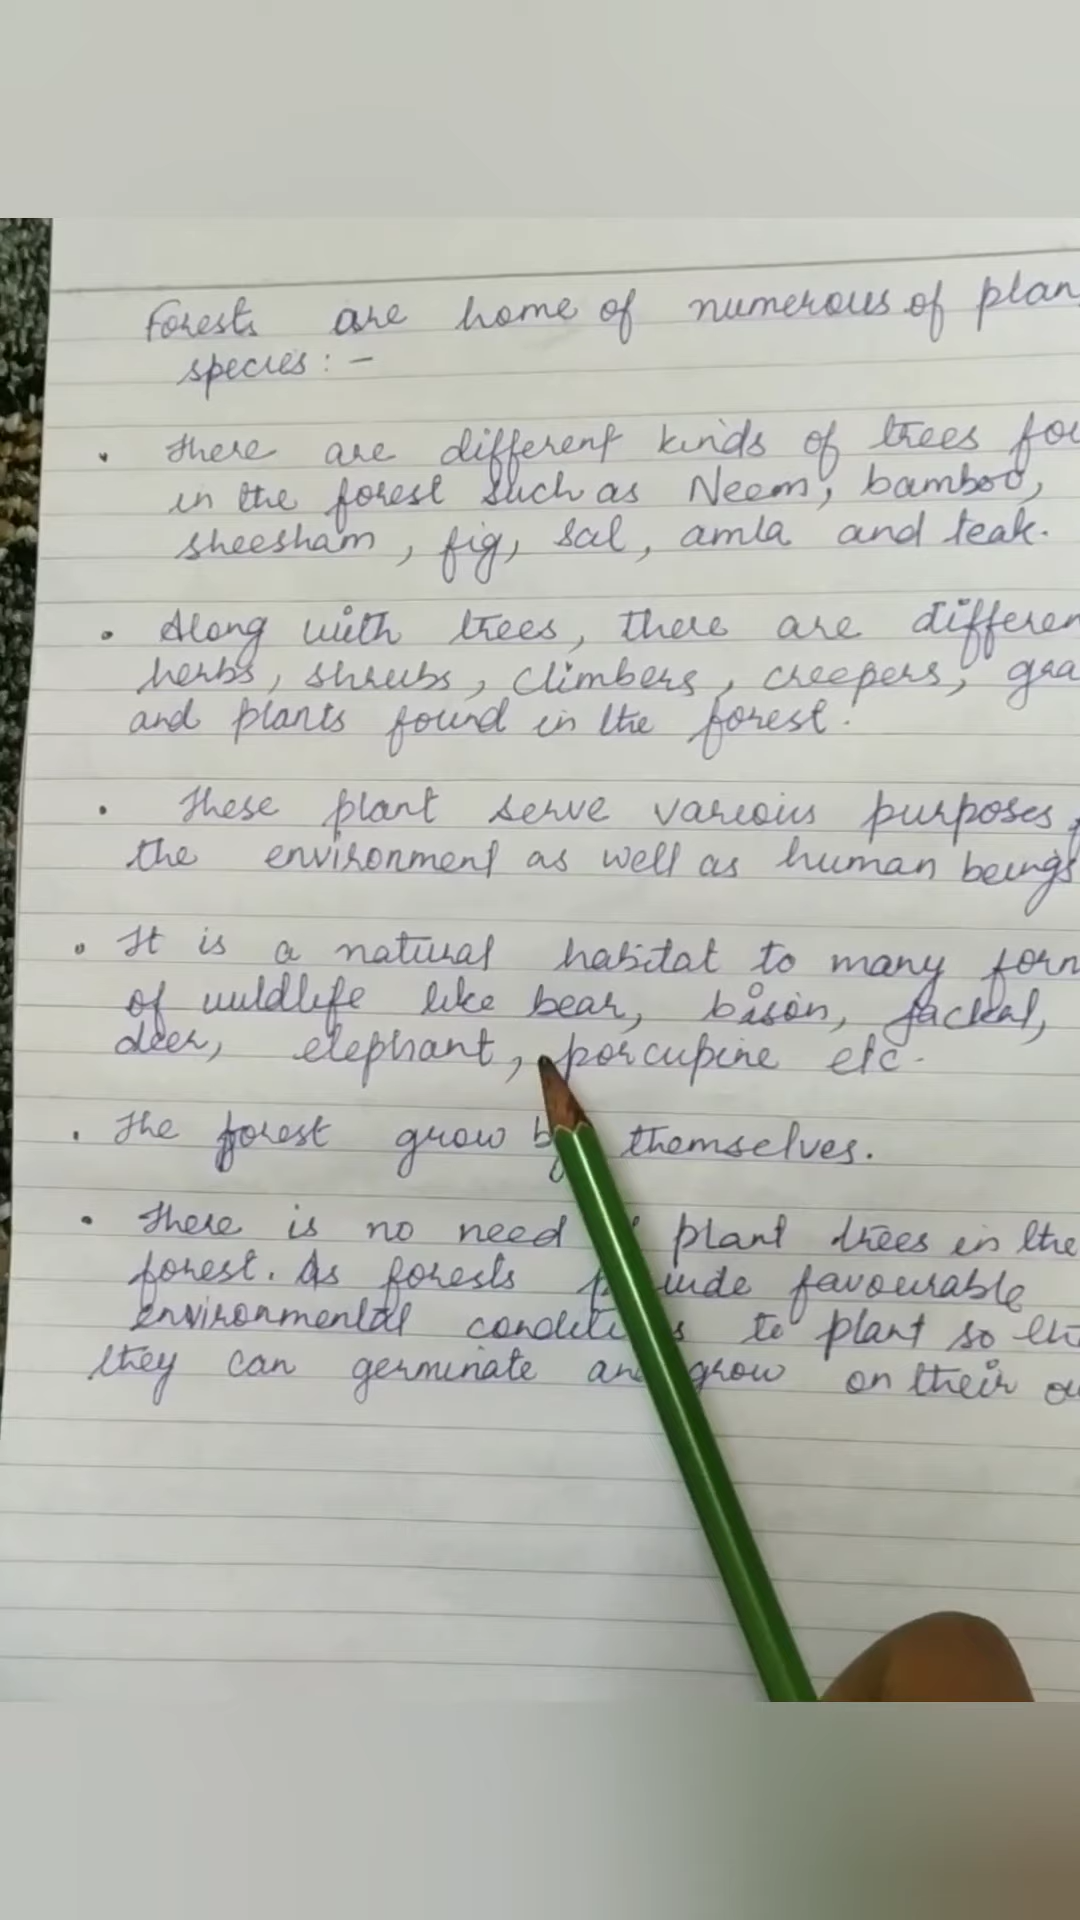 Forests are home of numerous of plan
species: -
. There are different kinds of trees fou
in the forest such as Neem, bamboo,
sheesham, fig, sal, amla and teak.
. Along with trees, there are differen
herbs, shrubs, climbers, creepers, gra
and plants found in the forest.
. These plant serve various purposes
the environment as well as human beings
. It is a natural habitat to many form
of wildlife like bear, bison, jackal,
deer, elephant, porcupine etc.
. The forest grow themselves.
. There is no need plant trees in the
forest. As forests favourable
environmental to plant so
they can germinate and grow on their